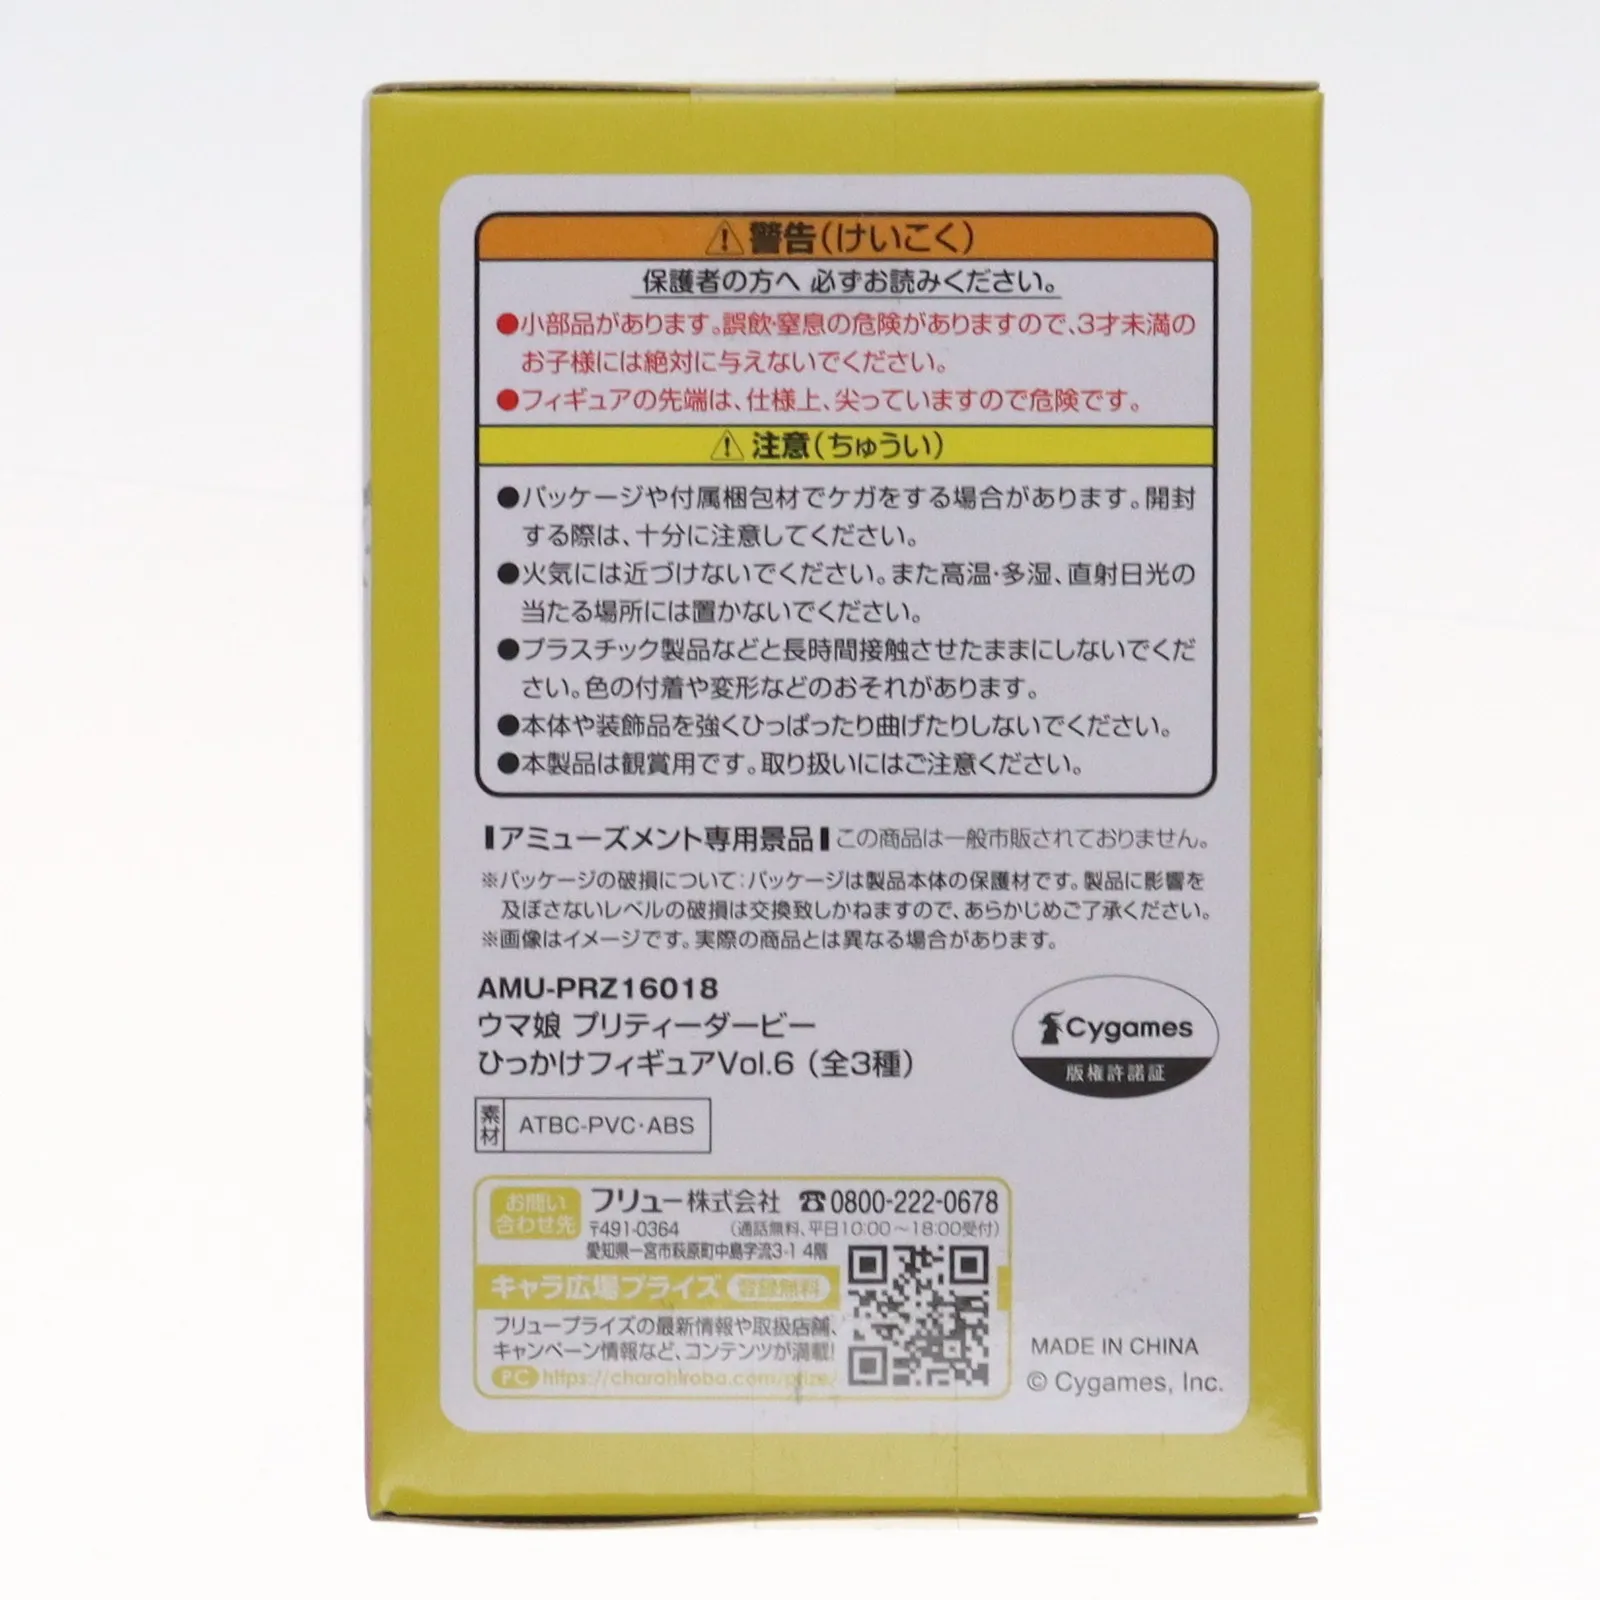 ⚠警告(けいこく)
保護者の方へ 必ずお読みください。
●小部品があります。誤飲・窒息の危険がありますので、3才未満の
お子様には絶対に与えないでください。
●フィギュアの先端は、仕様上、尖っていますので危険です。
⚠注意(ちゅうい)
●パッケージや付属梱包材でケガをする場合があります。開封
する際は、十分に注意してください。
●火気には近づけないでください。また高温・多湿、直射日光の
当たる場所には置かないでください。
●プラスチック製品などと長時間接触させたままにしないでくだ
さい。色の付着や変形などのおそれがあります。
●本体や装飾品を強くひっぱったり曲げたりしないでください。
●本製品は観賞用です。取り扱いにはご注意ください。
▌アミューズメント専用景品▐ この商品は一般市販されておりません。
※パッケージの破損について:パッケージは製品本体の保護材です。製品に影響を
及ぼさないレベルの破損は交換致しかねますので、あらかじめご了承ください。
※画像はイメージです。実際の商品とは異なる場合があります。
AMU-PRZ16018
ウマ娘 プリティーダービー
ひっかけフィギュアVol.6(全3種)
Cygames
版権許諾証
素材 ATBC-PVC・ABS
お問い合わせ先
フリュー株式会社 ☎0800-222-0678
〒491-0364 (通話無料、平日10:00〜18:00受付)
愛知県一宮市萩原町中島字流3-1 4階
キャラ広場プライズ 登録無料
フリュープライズの最新情報や取扱店舗、
キャンペーン情報など、コンテンツが満載!
PC https://charahiroba.com/prize/
MADE IN CHINA
© Cygames, Inc.